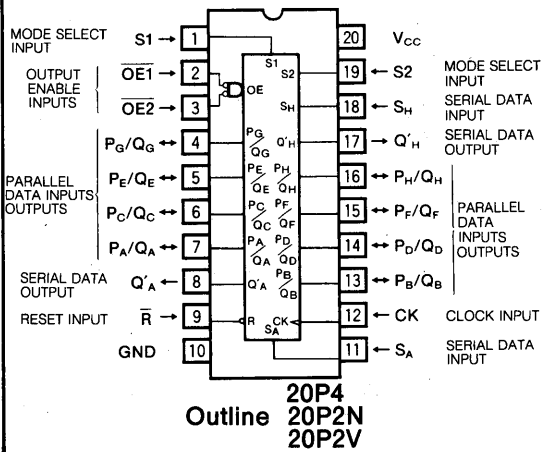 MODE SELECT
INPUT
S1 → 1
OUTPUT
ENABLE
INPUTS
OE1 → 2
OE2 → 3
PARALLEL
DATA INPUTS
OUTPUTS
PG/QG ↔ 4
PE/QE ↔ 5
PC/QC ↔ 6
PA/QA ↔ 7
SERIAL DATA
OUTPUT
Q'A ← 8
RESET INPUT
R → 9
GND 10
S1
OE
S2
SH
PG/QG
Q'H
PE/QE PH/QH
PC/QC PF/QF
PA/QA PD/QD
Q'A PB/QB
R CK
SA
20 VCC
19 ← S2
MODE SELECT
INPUT
18 ← SH
SERIAL DATA
INPUT
17 → Q'H
SERIAL DATA
OUTPUT
16 ↔ PH/QH
15 ↔ PF/QF
14 ↔ PD/QD
13 ↔ PB/QB
PARALLEL
DATA
INPUTS
OUTPUTS
12 ← CK
CLOCK INPUT
11 ← SA
SERIAL DATA
INPUT
20P4
Outline 20P2N
20P2V